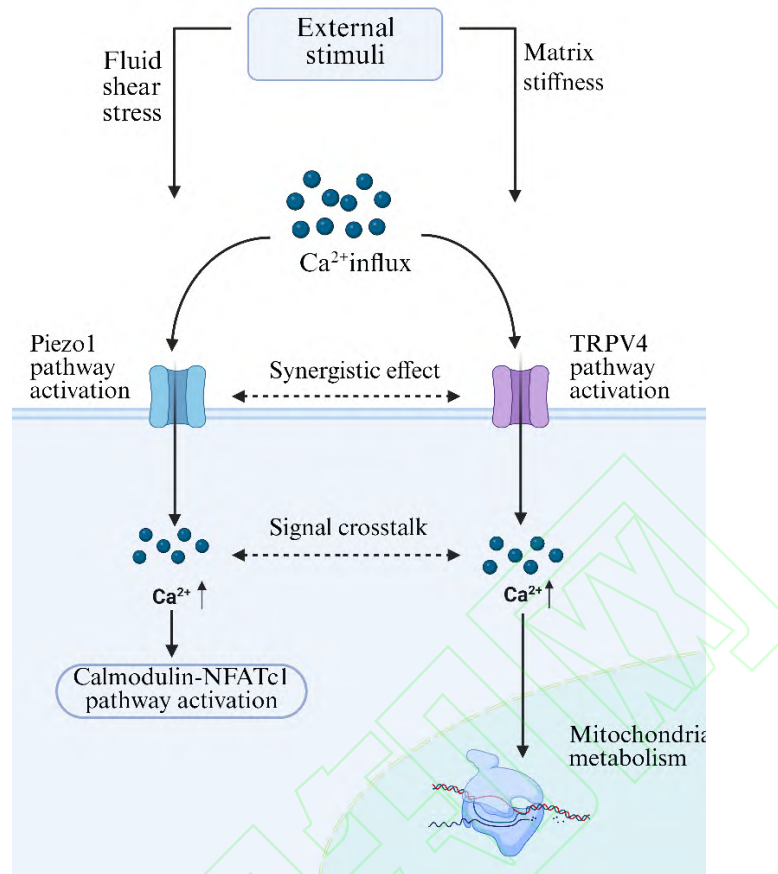 External
stimuli
Fluid
shear
stress
Matrix
stiffness
Ca²⁺influx
Piezo1
pathway
activation
Synergistic effect
TRPV4
pathway
activation
Signal crosstalk
Ca²⁺
Ca²⁺
Calmodulin-NFATc1
pathway activation
Mitochondria
metabolism